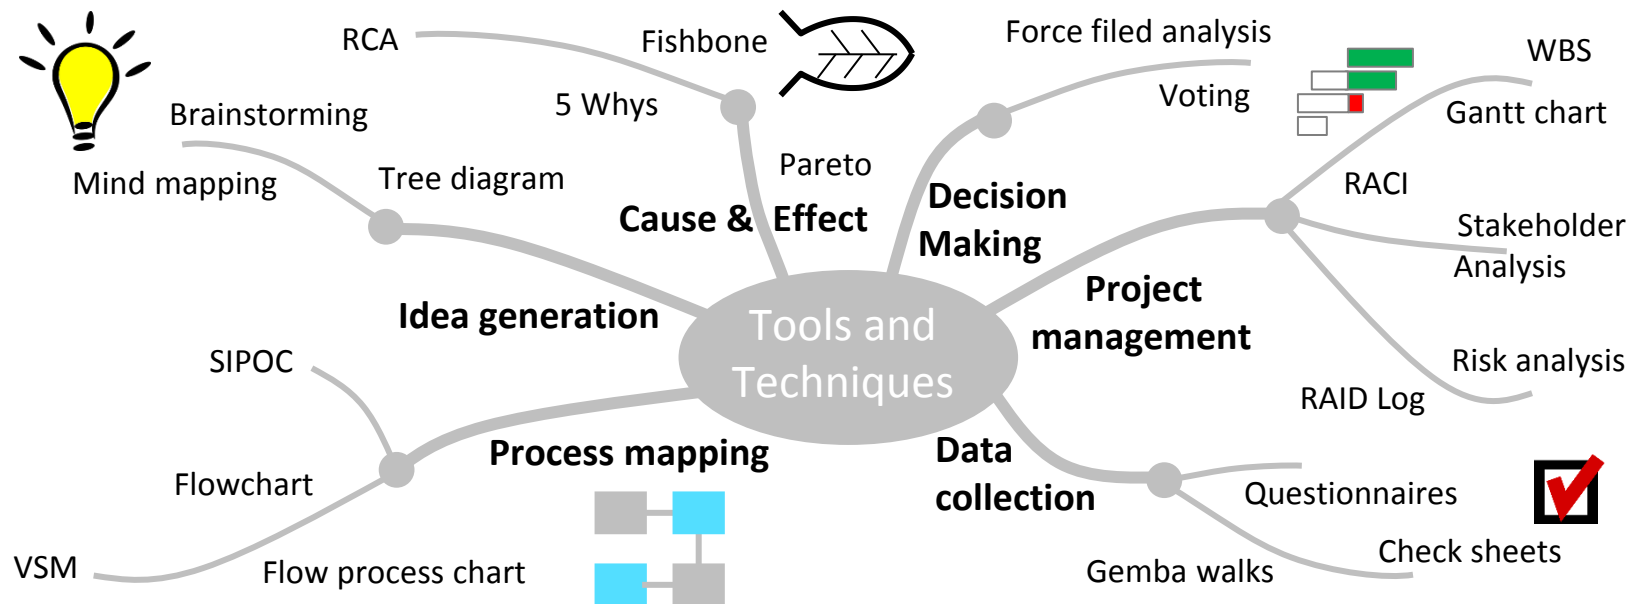 RCA
Fishbone
5 Whys
Pareto
Cause & Effect
Force filed analysis
Voting
Decision
Making
WBS
Gantt chart
RACI
Stakeholder
Analysis
Project
management
Risk analysis
RAID Log
Brainstorming
Mind mapping
Tree diagram
Idea generation
Tools and
Techniques
SIPOC
Process mapping
Flowchart
VSM
Flow process chart
Data
collection
Questionnaires
Check sheets
Gemba walks